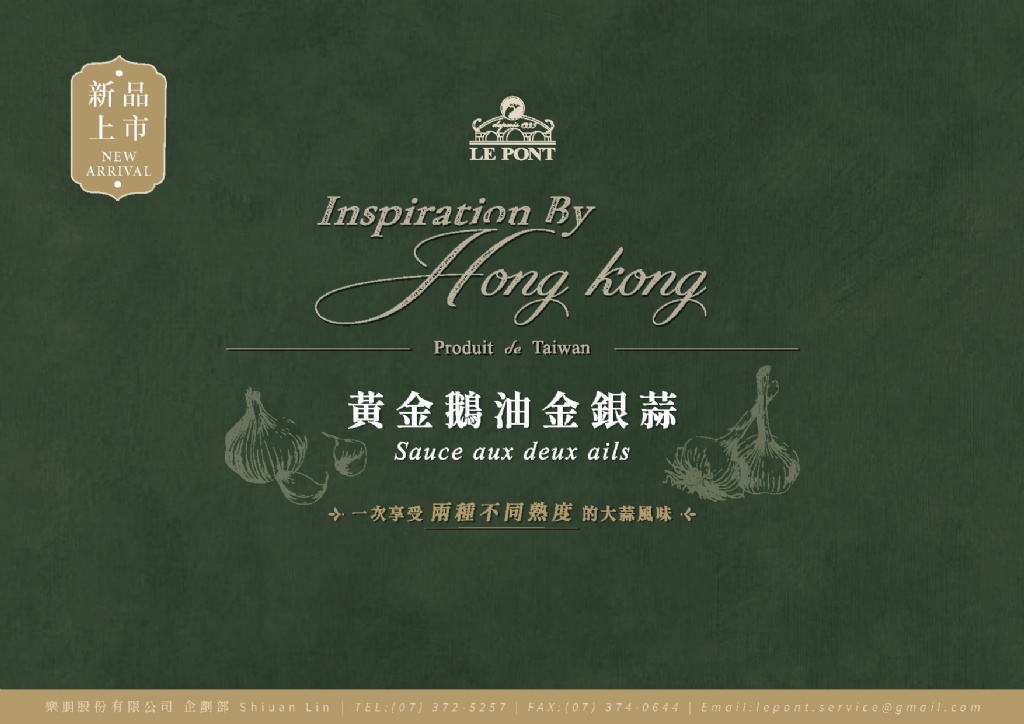 新品
上市
NEW
ARRIVAL
depuis
LE PONT
Inspiration By
Hong kong
Produit de Taiwan
黃金鵝油金銀蒜
Sauce aux deux ails
一次享受 兩種不同熟度 的大蒜風味
樂朋股份有限公司 企劃部 Shiuan Lin | TEL:(07) 372-5257 | FAX:(07) 374-0644 | Email:lepont.service@gmail.com